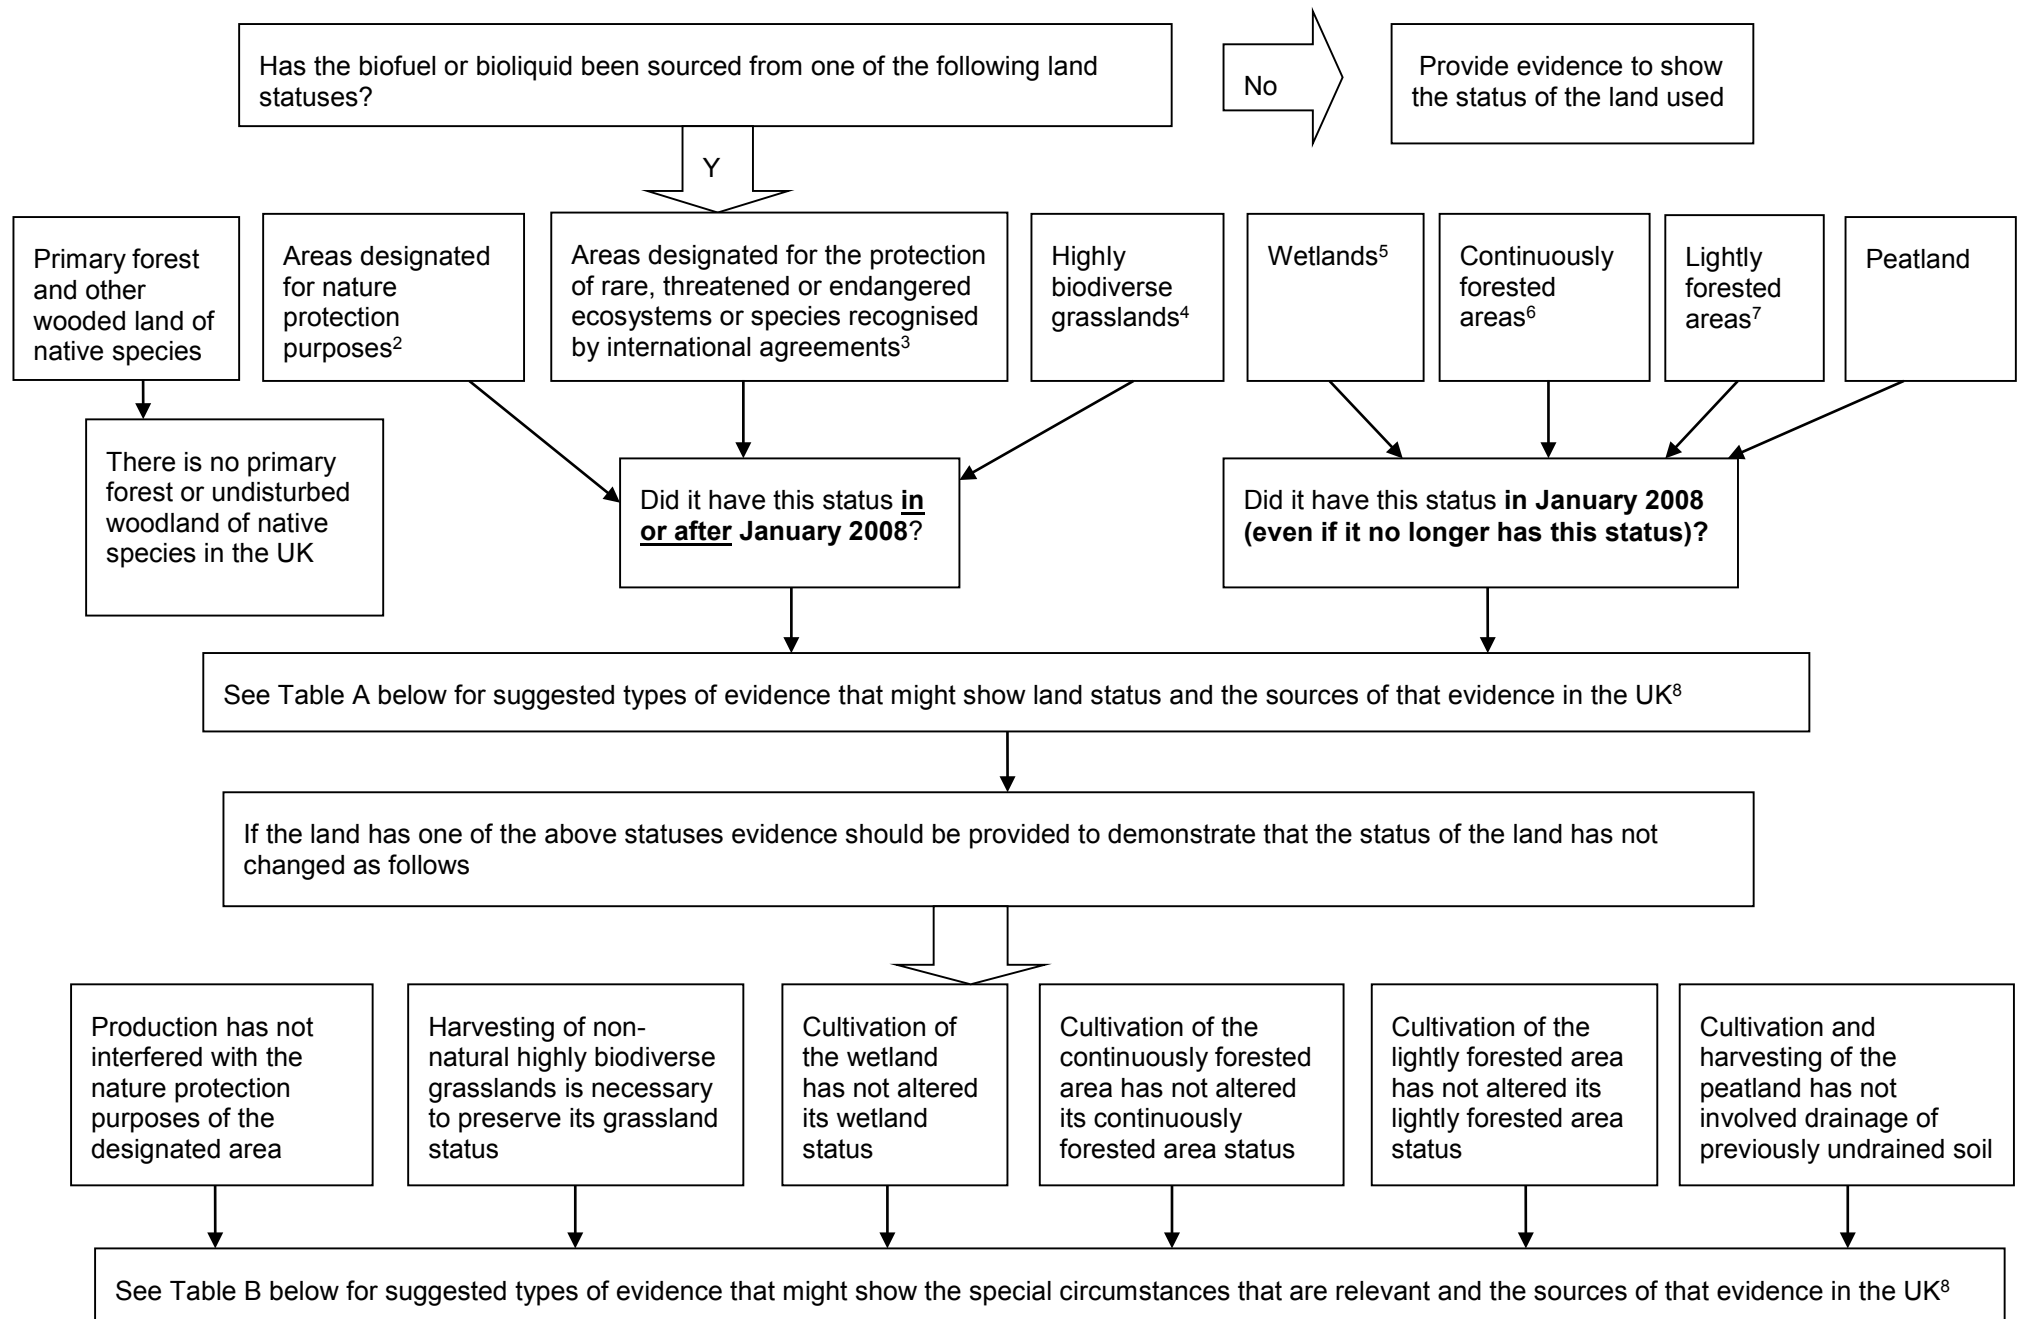 Has the biofuel or bioliquid been sourced from one of the following land
statuses?
No
Provide evidence to show
the status of the land used
Y
Primary forest
and other
wooded land of
native species
Areas designated
for nature
protection
purposes²
Areas designated for the protection
of rare, threatened or endangered
ecosystems or species recognised
by international agreements³
Highly
biodiverse
grasslands⁴
Wetlands⁵
Continuously
forested
areas⁶
Lightly
forested
areas⁷
Peatland
There is no primary
forest or undisturbed
woodland of native
species in the UK
Did it have this status in
or after January 2008?
Did it have this status in January 2008
(even if it no longer has this status)?
See Table A below for suggested types of evidence that might show land status and the sources of that evidence in the UK⁸
If the land has one of the above statuses evidence should be provided to demonstrate that the status of the land has not
changed as follows
Production has not
interfered with the
nature protection
purposes of the
designated area
Harvesting of non-
natural highly biodiverse
grasslands is necessary
to preserve its grassland
status
Cultivation of
the wetland
has not altered
its wetland
status
Cultivation of the
continuously forested
area has not altered
its continuously
forested area status
Cultivation of the
lightly forested area
has not altered its
lightly forested area
status
Cultivation and
harvesting of the
peatland has not
involved drainage of
previously undrained soil
See Table B below for suggested types of evidence that might show the special circumstances that are relevant and the sources of that evidence in the UK⁸